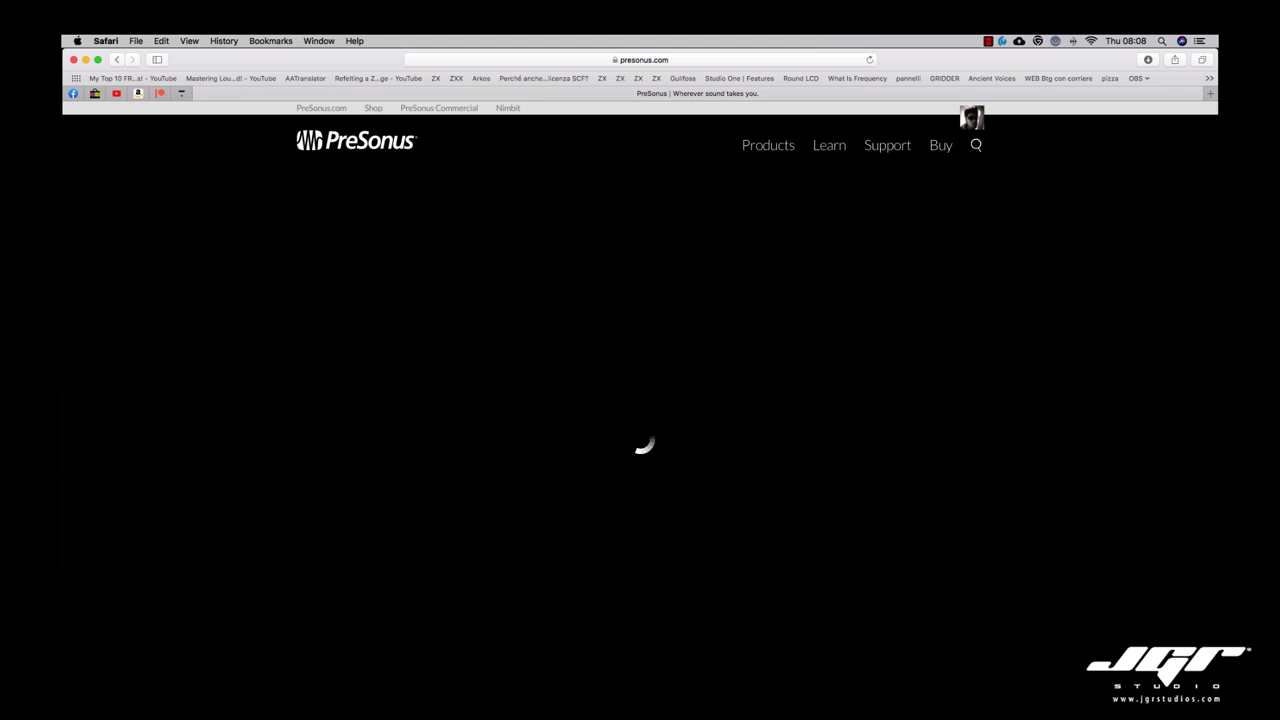 Safari File Edit View History Bookmarks Window Help Thu 08:08
presonus.com
My Top 10 FR...s! - YouTube Mastering Lou...d! - YouTube AATranslator Refelting a Z...ge - YouTube ZX ZXX Arkos Perché anche...licenza SCF? ZX ZX ZX ZX Gullfoss Studio One | Features Round LCD What Is Frequency pannelli GRIDDER Ancient Voices WEB Btg con corriere pizza OBS
PreSonus | Wherever sound takes you.
PreSonus.com Shop PreSonus Commercial Nimbit
PreSonus
Products Learn Support Buy
JGR
STUDIO
www.jgrstudios.com